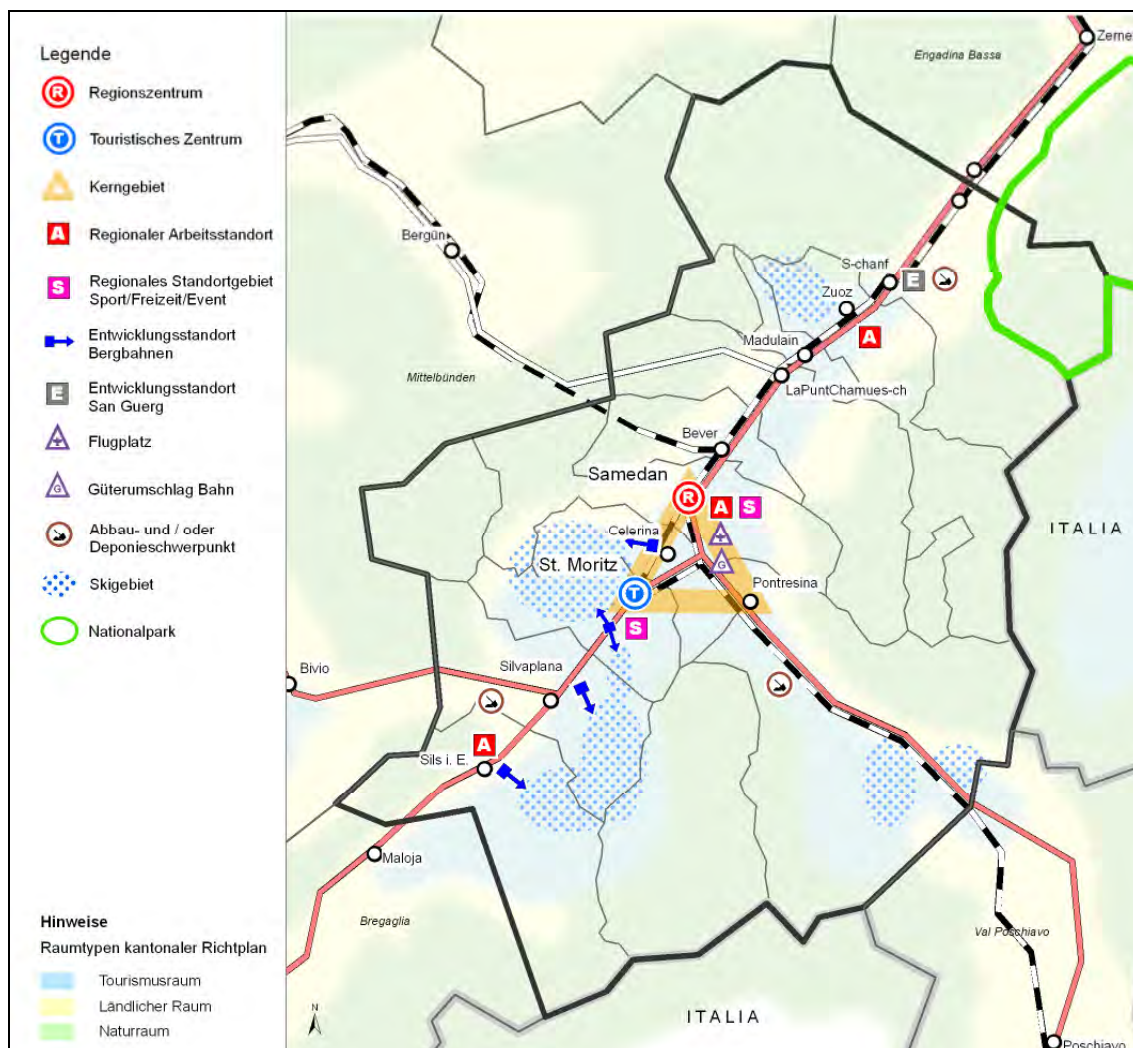 Legende
R
Regionszentrum
T
Touristisches Zentrum
Kerngebiet
A
Regionaler Arbeitsstandort
S
Regionales Standortgebiet
Sport/Freizeit/Event
Entwicklungsstandort
Bergbahnen
E
Entwicklungsstandort
San Guerg
Flugplatz
G
Güterumschlag Bahn
Abbau- und / oder
Deponieschwerpunkt
Skigebiet
Nationalpark
Hinweise
Raumtypen kantonaler Richtplan
Tourismusraum
Ländlicher Raum
Naturraum
Zernez
Engadina Bassa
Bergün
S-chanf
E
Zuoz
A
Madulain
Mittelbünden
LaPuntChamues-ch
Bever
Samedan
R
A
S
ITALIA
Celerina
St. Moritz
G
T
Pontresina
S
Bivio
Silvaplana
A
Sils i. E.
Maloja
Bregaglia
Val Poschiavo
N
ITALIA
Poschiavo